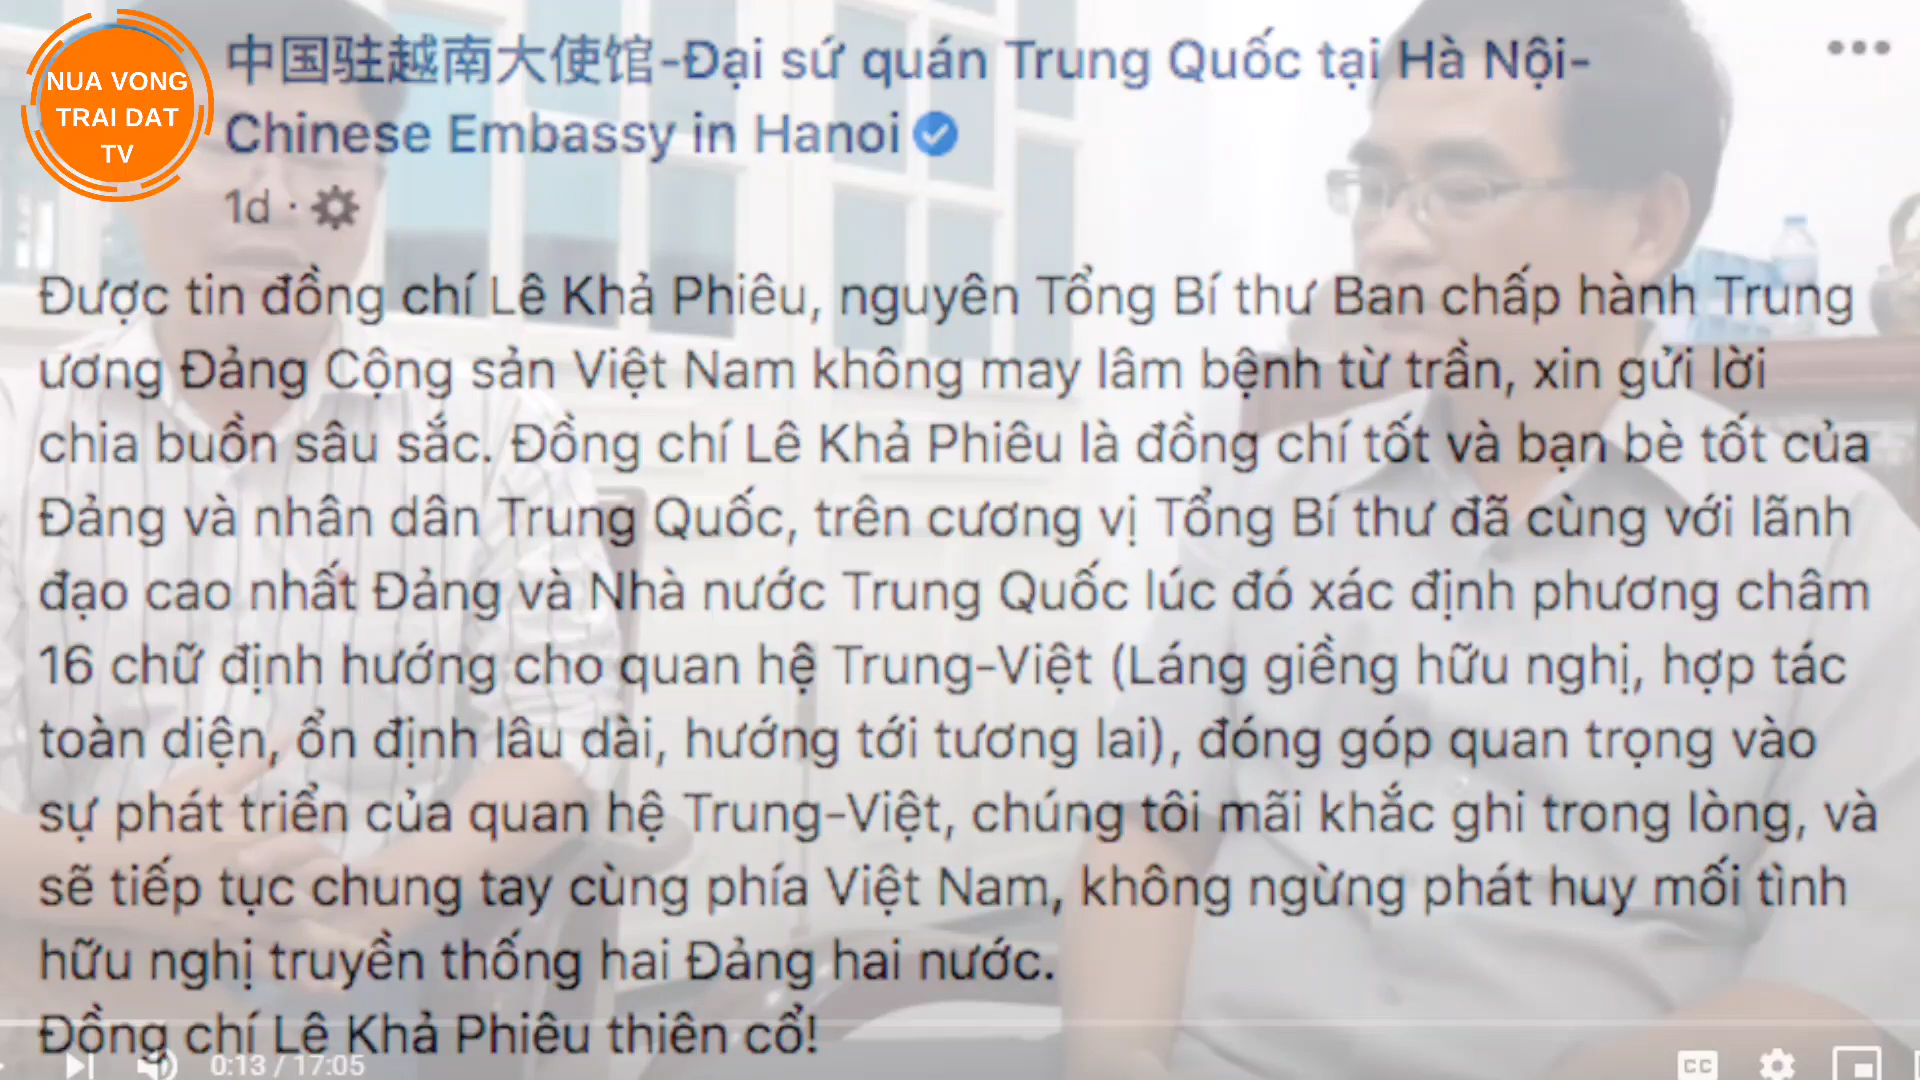 NUA VONG
TRAI DAT
TV
中国驻越南大使馆-Đại sứ quán Trung Quốc tại Hà Nội-
Chinese Embassy in Hanoi
1d ·
Được tin đồng chí Lê Khả Phiêu, nguyên Tổng Bí thư Ban chấp hành Trung
ương Đảng Cộng sản Việt Nam không may lâm bệnh từ trần, xin gửi lời
chia buồn sâu sắc. Đồng chí Lê Khả Phiêu là đồng chí tốt và bạn bè tốt của
Đảng và nhân dân Trung Quốc, trên cương vị Tổng Bí thư đã cùng với lãnh
đạo cao nhất Đảng và Nhà nước Trung Quốc lúc đó xác định phương châm
16 chữ định hướng cho quan hệ Trung-Việt (Láng giềng hữu nghị, hợp tác
toàn diện, ổn định lâu dài, hướng tới tương lai), đóng góp quan trọng vào
sự phát triển của quan hệ Trung-Việt, chúng tôi mãi khắc ghi trong lòng, và
sẽ tiếp tục chung tay cùng phía Việt Nam, không ngừng phát huy mối tình
hữu nghị truyền thống hai Đảng hai nước.
Đồng chí Lê Khả Phiêu thiên cổ!
0:13 / 17:05
CC